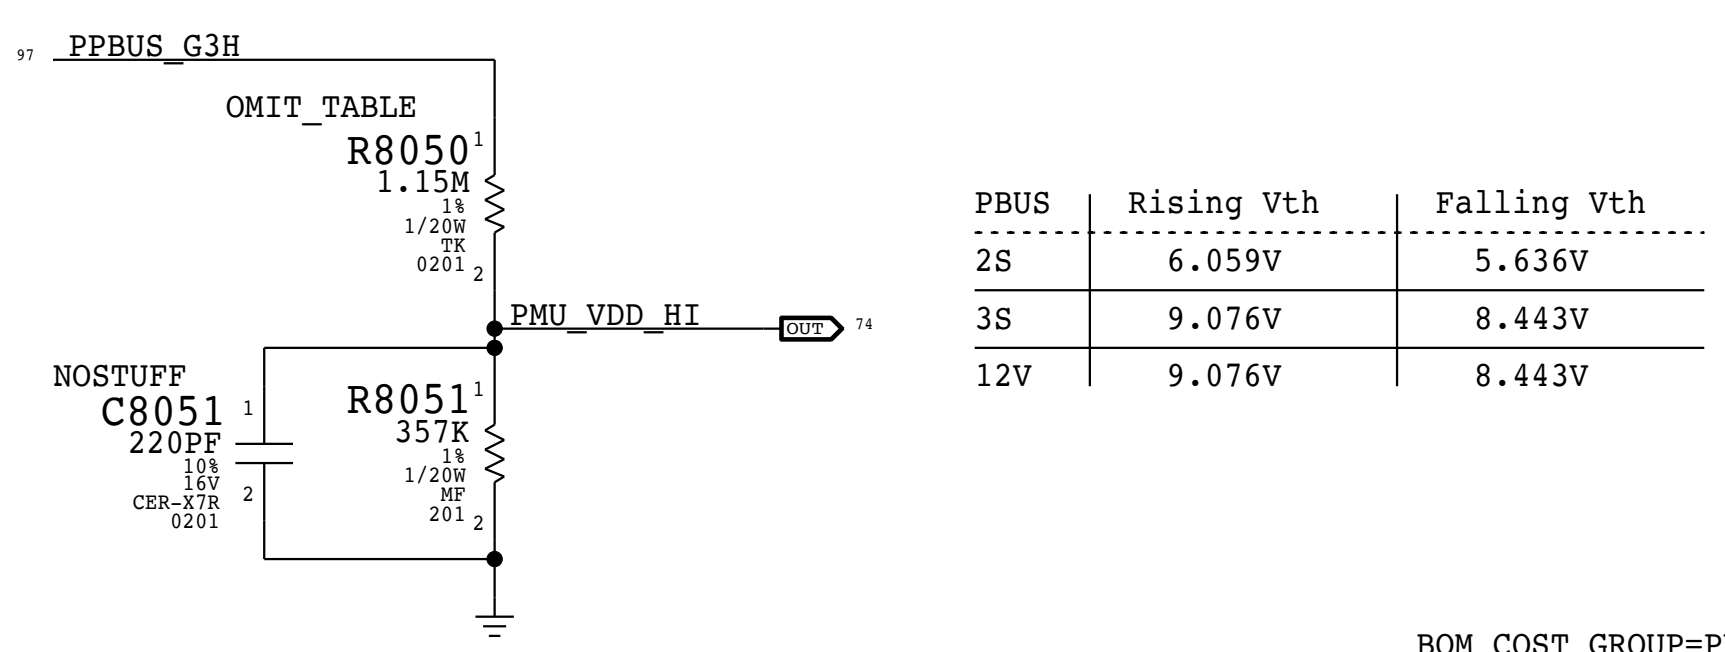 97 PPBUS_G3H
OMIT_TABLE
R8050 1
1.15M
1%
1/20W
TK
0201 2
PMU_VDD_HI OUT 74
NOSTUFF
C8051 1
220PF
10%
16V 2
CER-X7R
0201
R8051 1
357K
1%
1/20W
MF
201 2
PBUS Rising Vth Falling Vth
2S 6.059V 5.636V
3S 9.076V 8.443V
12V 9.076V 8.443V
BOM_COST_GROUP=P